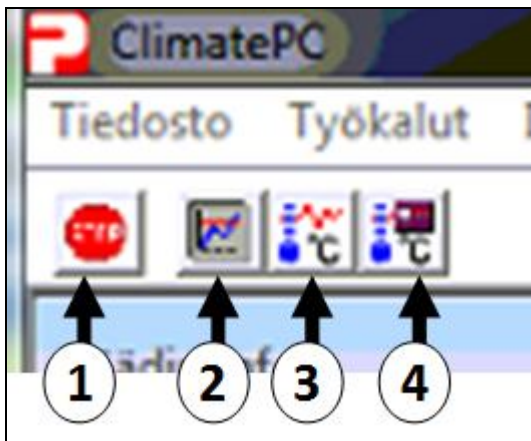 ClimatePC
Tiedosto Työkalut
STOP
°C °C
1 2 3 4